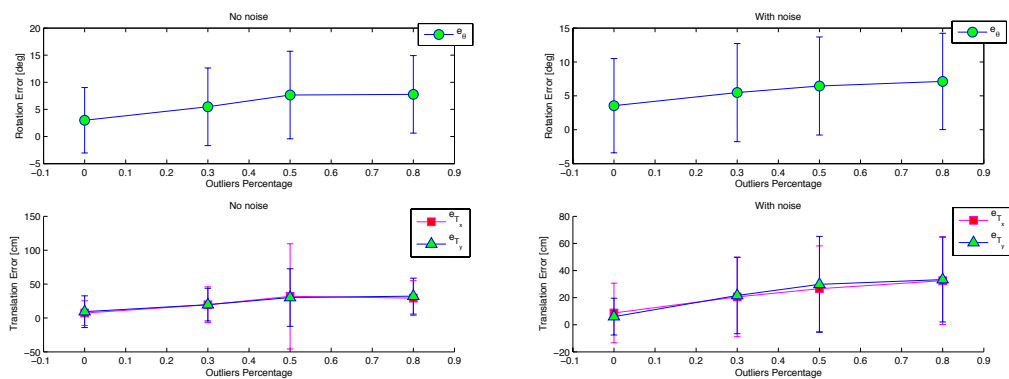 No noise
e_θ
Rotation Error [deg]
20
15
10
5
0
−5
−0.1 0 0.1 0.2 0.3 0.4 0.5 0.6 0.7 0.8 0.9
Outliers Percentage
With noise
e_θ
Rotation Error [deg]
15
10
5
0
−5
−0.1 0 0.1 0.2 0.3 0.4 0.5 0.6 0.7 0.8 0.9
Outliers Percentage
No noise
e_T_x
e_T_y
Translation Error [cm]
150
100
50
0
−50
−0.1 0 0.1 0.2 0.3 0.4 0.5 0.6 0.7 0.8 0.9
Outliers Percentage
With noise
e_T_x
e_T_y
Translation Error [cm]
80
60
40
20
0
−20
−0.1 0 0.1 0.2 0.3 0.4 0.5 0.6 0.7 0.8 0.9
Outliers Percentage